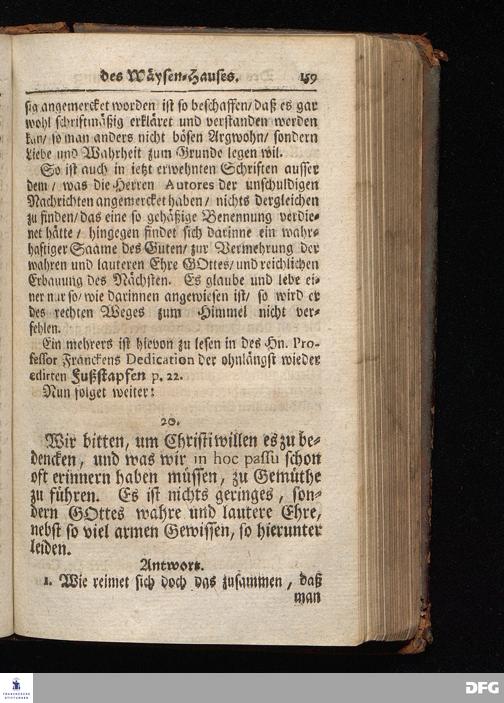 des Wäysen-Hauses. 159
sig angemercket worden ist so beschaffen/ daß es gar
wohl schriftmäßig erkläret und verstanden werden
kan/ so man anders nicht bösen Argwohn/ sondern
Liebe und Wahrheit zum Grunde legen wil.
So ist auch in ietzt erwehnten Schriften ausser
dem/ was die Herren Autores der unschuldigen
Nachrichten angemercket haben/ nichts dergleichen
zu finden/ das eine so gehäßige Benennung verdie-
net hätte/ hingegen findet sich darinne ein wahr-
haftiger Saame des Guten/ zur Vermehrung der
wahren und lauteren Ehre GOttes/ und reichlichen
Erbauung des Nächsten. Es glaube und lebe ei-
ner nur so/ wie darinnen angewiesen ist/ so wird er
des rechten Weges zum Himmel nicht ver-
fehlen.
Ein mehrers ist hievon zu lesen in des Hn. Pro-
fessor Franckens Dedication der ohnlängst wieder
edirten Fußstapfen p. 22.
Nun folget weiter:
20.
Wir bitten, um Christi willen es zu be-
dencken, und was wir in hoc passu schon
oft erinnern haben müssen, zu Gemüthe
zu führen. Es ist nichts geringes, son-
dern GOttes wahre und lautere Ehre,
nebst so viel armen Gewissen, so hierunter
leiden.
Antwort.
1. Wie reimet sich doch das zusammen, daß
man
FRANCKESCHE STIFTUNGEN
DFG